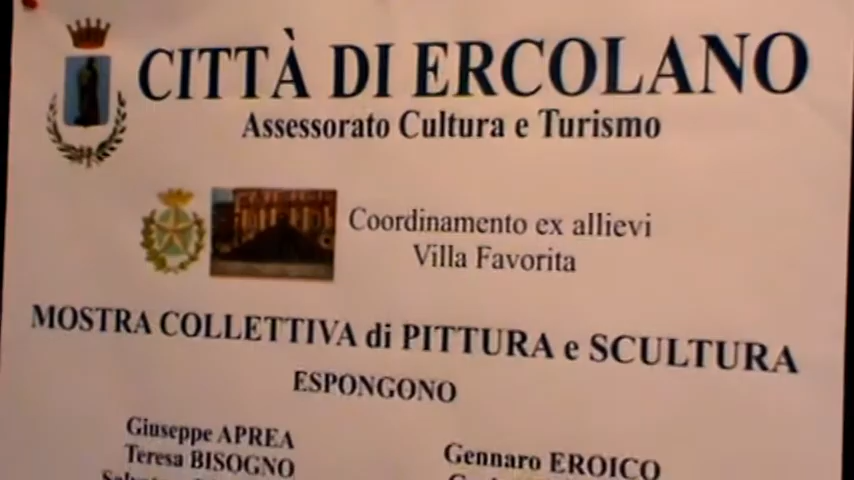 CITTÀ DI ERCOLANO
Assessorato Cultura e Turismo
Coordinamento ex allievi
Villa Favorita
MOSTRA COLLETTIVA di PITTURA e SCULTURA
ESPONGONO
Giuseppe APREA
Teresa BISOGNO
Gennaro EROICO